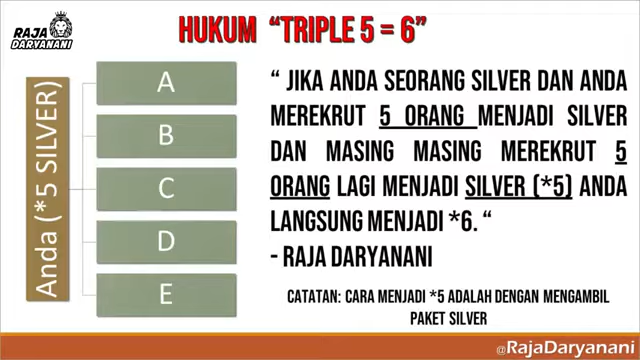 RAJA
DARYANANI
HUKUM "TRIPLE 5 = 6"
Anda (*5 SILVER)
A
B
C
D
E
" JIKA ANDA SEORANG SILVER DAN ANDA
MEREKRUT 5 ORANG MENJADI SILVER
DAN MASING MASING MEREKRUT 5
ORANG LAGI MENJADI SILVER (*5) ANDA
LANGSUNG MENJADI *6. "
- RAJA DARYANANI
CATATAN: CARA MENJADI *5 ADALAH DENGAN MENGAMBIL
PAKET SILVER
@RajaDaryanani